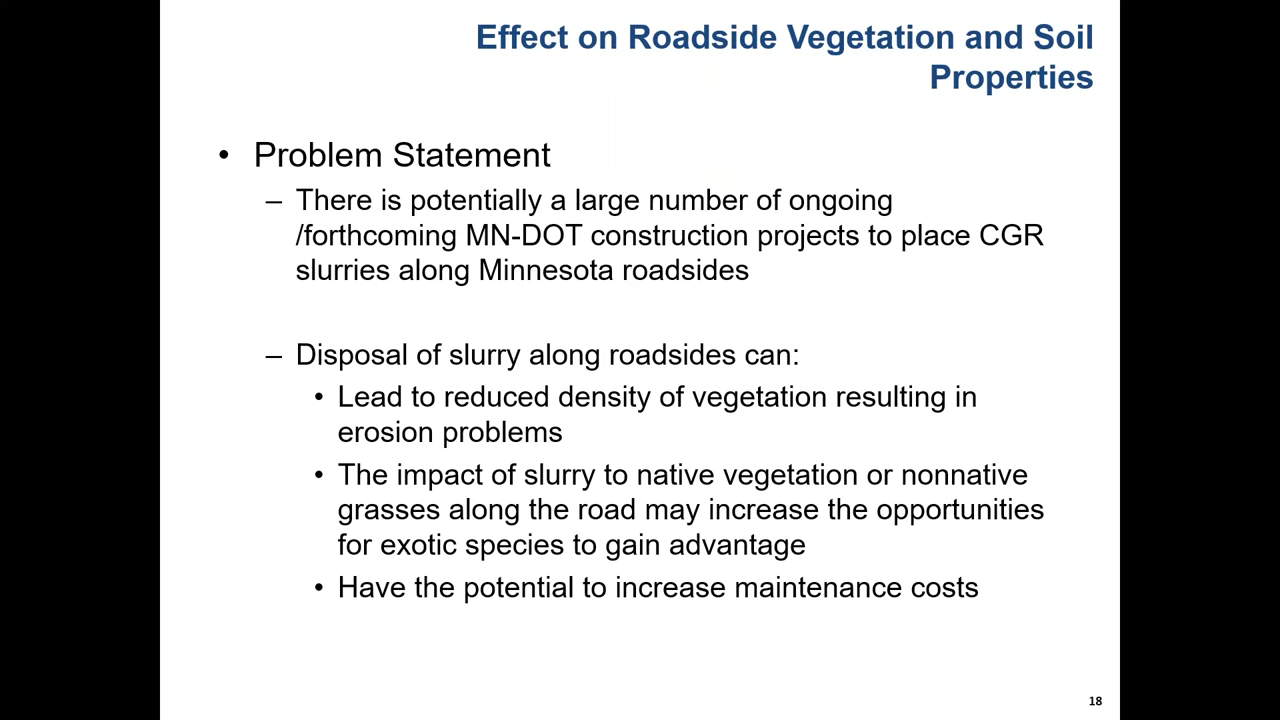 Effect on Roadside Vegetation and Soil
Properties
• Problem Statement
– There is potentially a large number of ongoing
/forthcoming MN-DOT construction projects to place CGR
slurries along Minnesota roadsides
– Disposal of slurry along roadsides can:
• Lead to reduced density of vegetation resulting in
erosion problems
• The impact of slurry to native vegetation or nonnative
grasses along the road may increase the opportunities
for exotic species to gain advantage
• Have the potential to increase maintenance costs
18